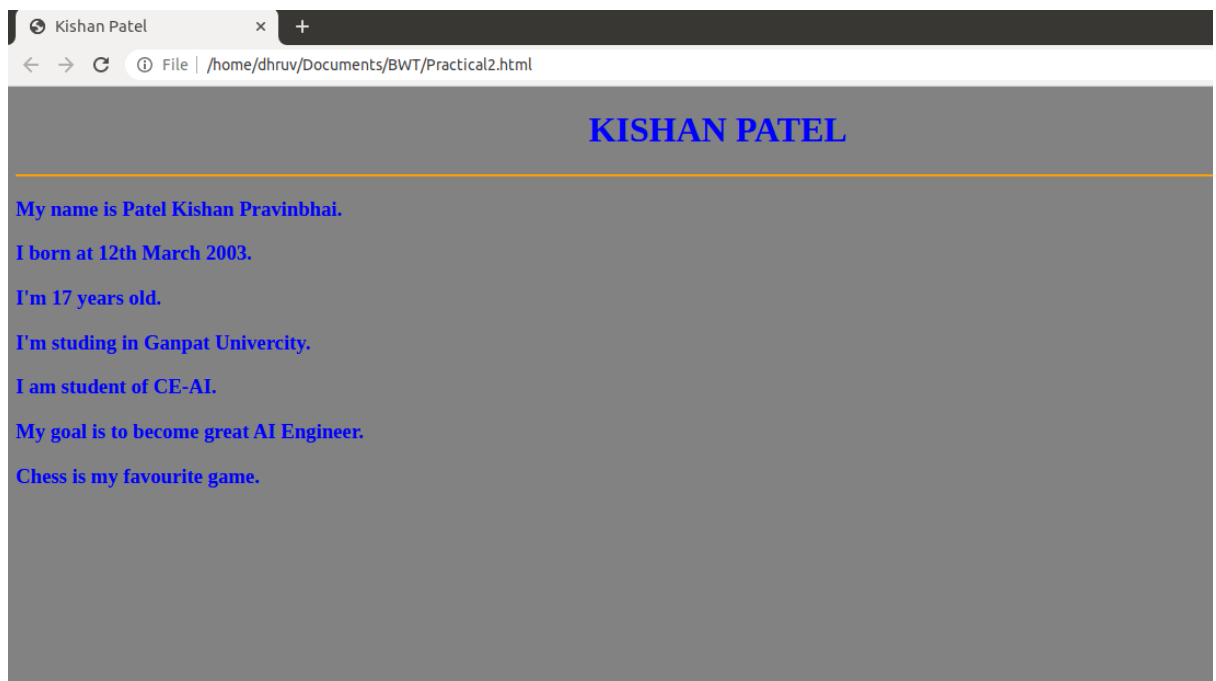 Kishan Patel
File | /home/dhruv/Documents/BWT/Practical2.html
KISHAN PATEL
My name is Patel Kishan Pravinbhai.
I born at 12th March 2003.
I'm 17 years old.
I'm studing in Ganpat Univercity.
I am student of CE-AI.
My goal is to become great AI Engineer.
Chess is my favourite game.